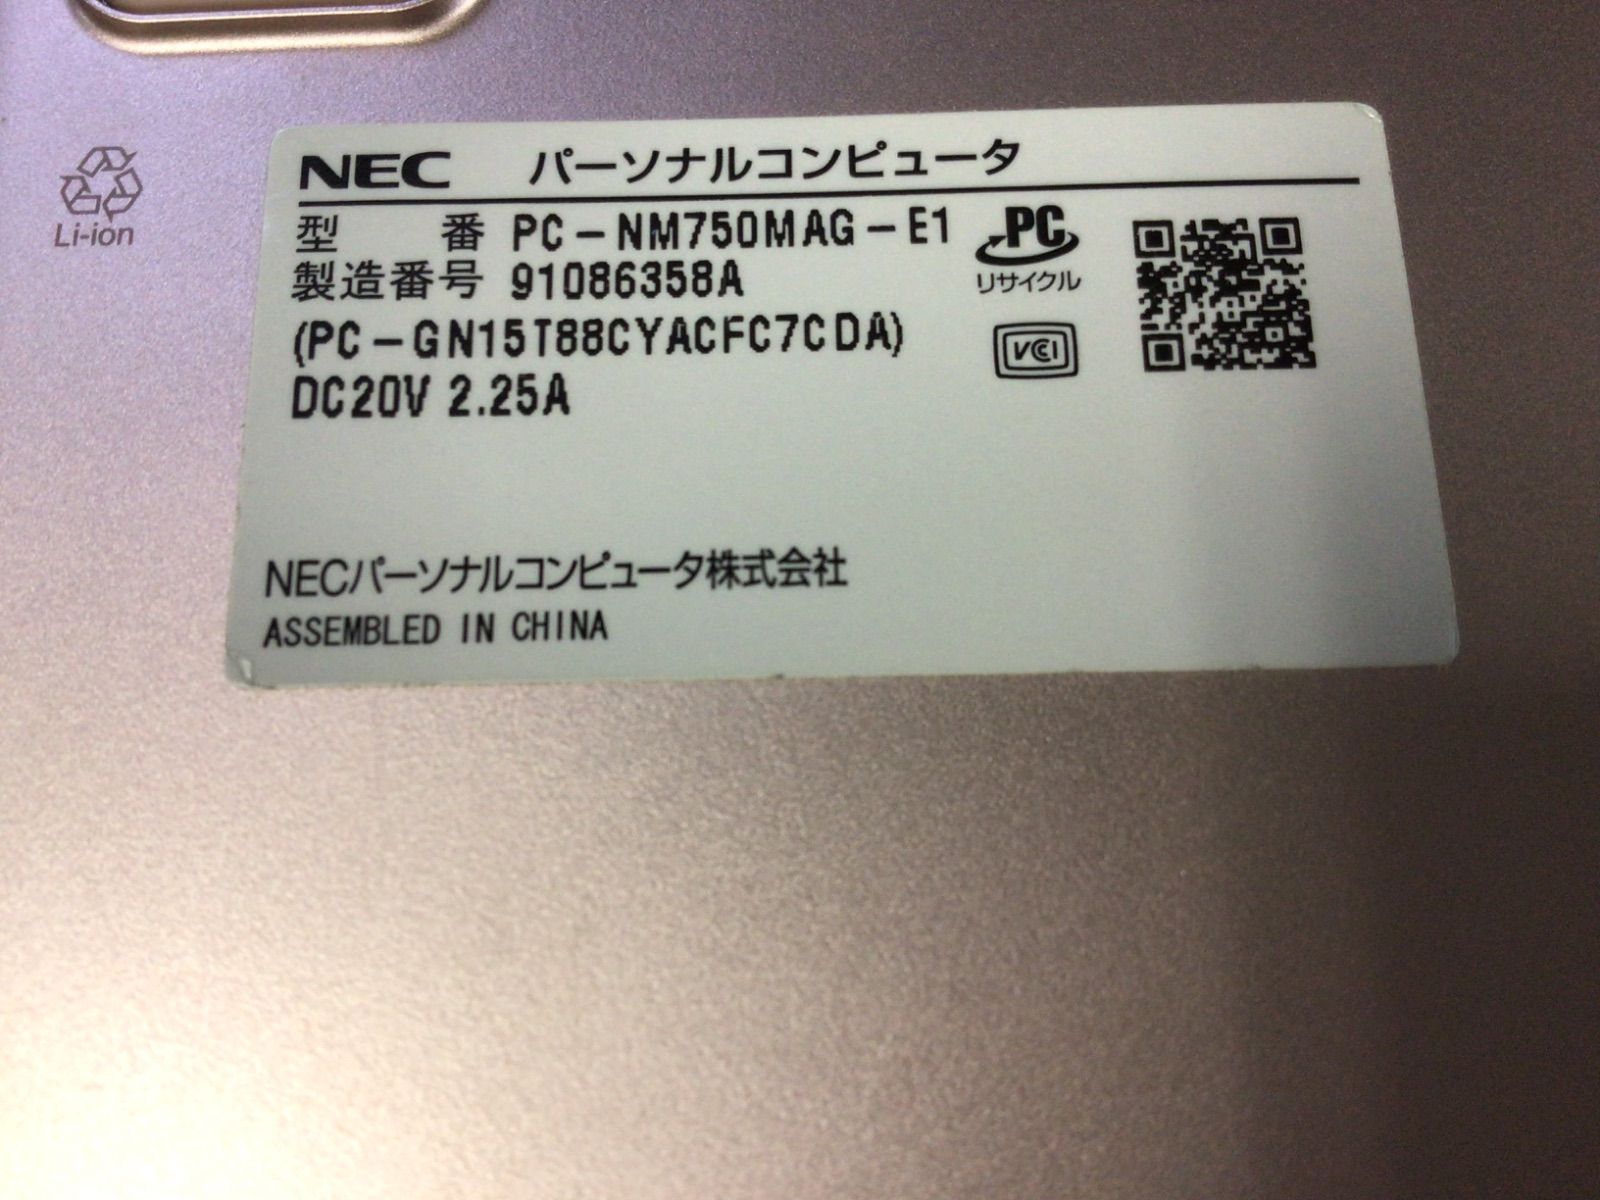 Li-ion
NEC パーソナルコンピュータ
型 番 PC-NM750MAG-E1
製造番号 91086358A
(PC-GN15T88CYACFC7CDA)
DC20V 2.25A
PC
リサイクル
VCI
NECパーソナルコンピュータ株式会社
ASSEMBLED IN CHINA